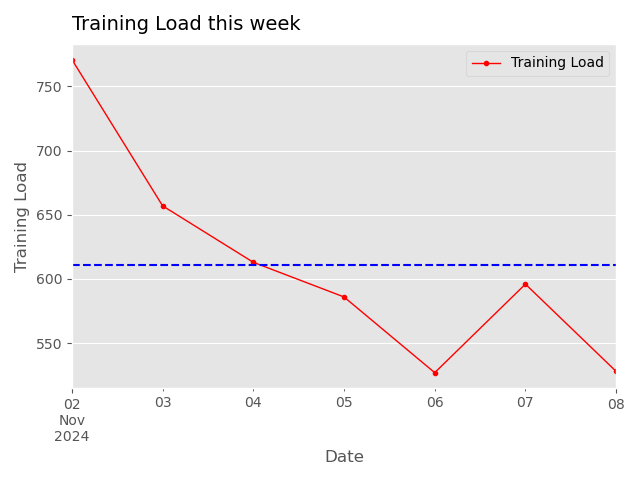 Training Load this week
Training Load
750
700
650
600
550
Training Load
02 03 04 05 06 07 08
Nov
2024
Date